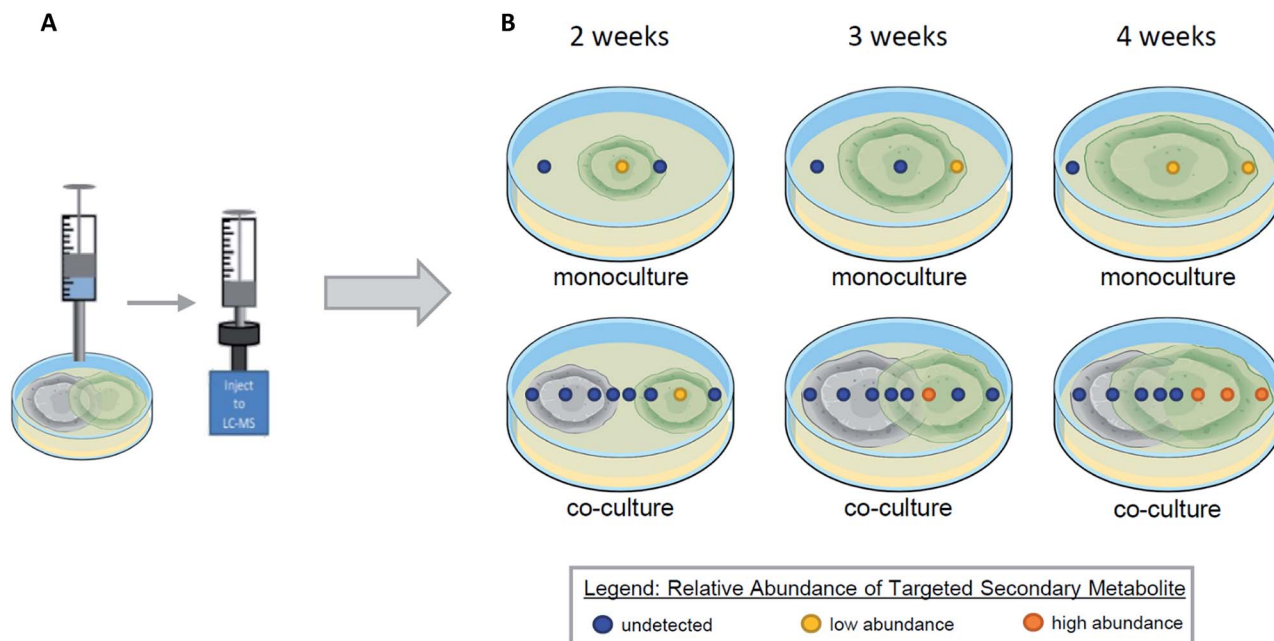 A
B
2 weeks
3 weeks
4 weeks
monoculture
monoculture
monoculture
Inject
to
LC-MS
co-culture
co-culture
co-culture
Legend: Relative Abundance of Targeted Secondary Metabolite
undetected
low abundance
high abundance